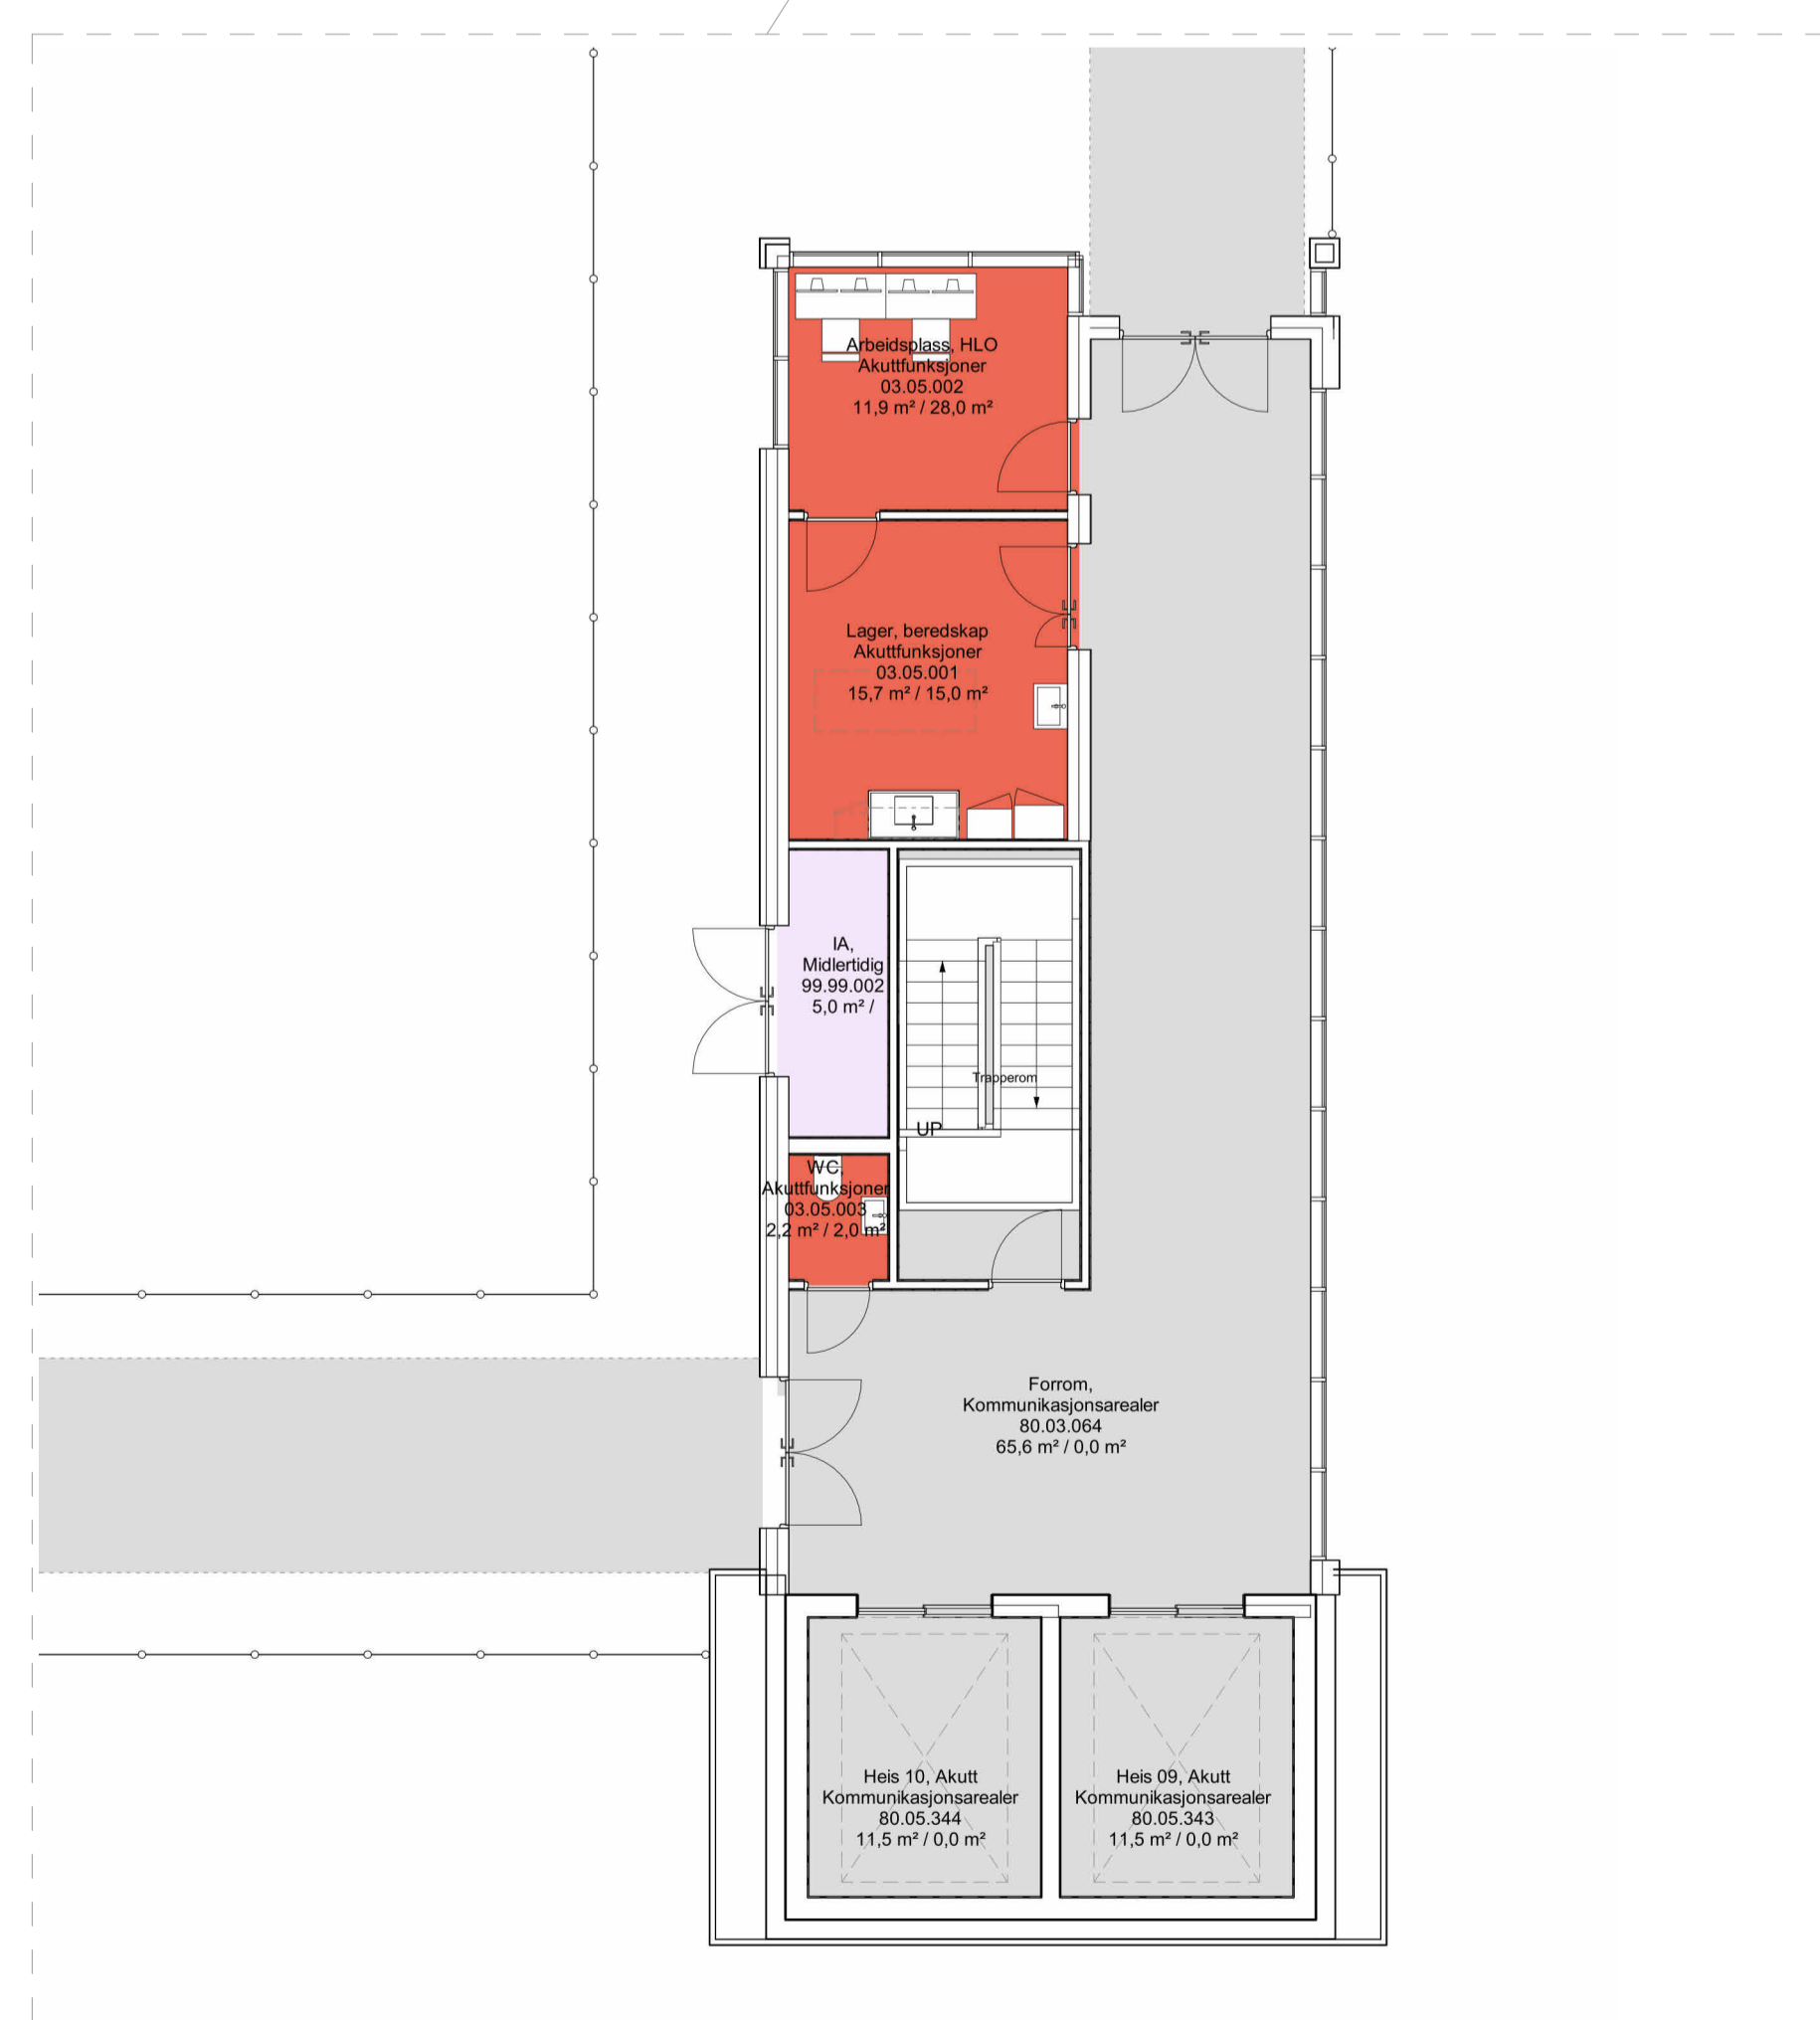 Arbeidsplass, HLO
Akuttfunksjoner
03.05.002
11,9 m² / 28,0 m²
Lager, beredskap
Akuttfunksjoner
03.05.001
15,7 m² / 15,0 m²
IA,
Midlertidig
99.99.002
5,0 m² /
Trapperom
UP
WC,
Akuttfunksjoner
03.05.003
2,2 m² / 2,0 m²
Forrom,
Kommunikasjonsarealer
80.03.064
65,6 m² / 0,0 m²
Heis 10, Akutt
Kommunikasjonsarealer
80.05.344
11,5 m² / 0,0 m²
Heis 09, Akutt
Kommunikasjonsarealer
80.05.343
11,5 m² / 0,0 m²